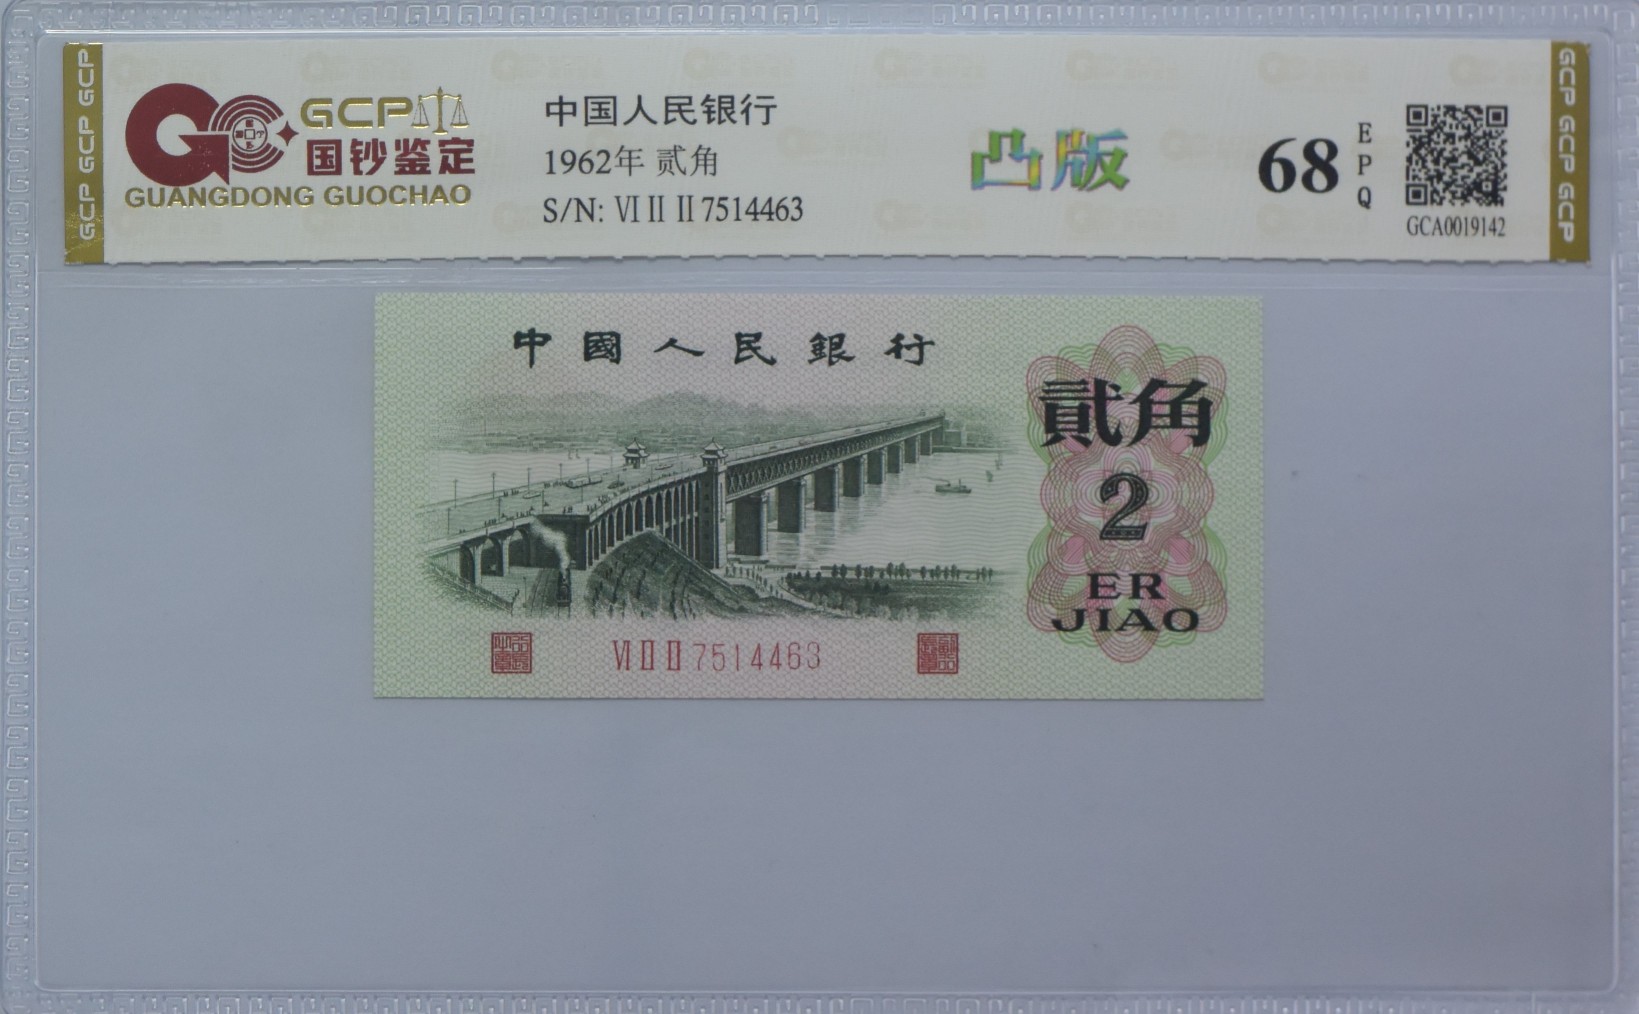 GCP GCP GCP
GCP
国钞鉴定
GUANGDONG GUOCHAO
中国人民银行
1962年 贰角
S/N: VI II II 7514463
凸版
68
EPQ
GCA0019142
GCP GCP GCP
中國人民銀行
貳角
2
ER
JIAO
VI II II 7514463